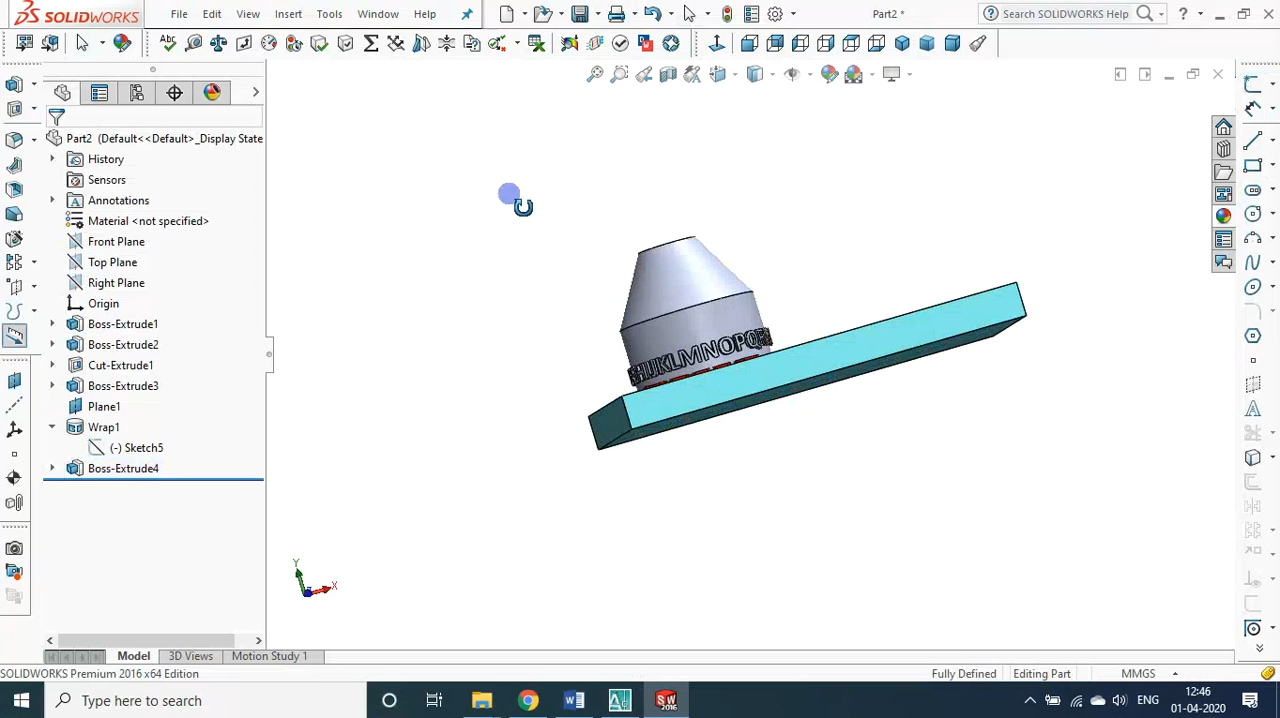 SOLIDWORKS
File
Edit
View
Insert
Tools
Window
Help
Part2 *
Search SOLIDWORKS Help
Part2 (Default<<Default>_Display State
History
Sensors
Annotations
Material <not specified>
Front Plane
Top Plane
Right Plane
Origin
Boss-Extrude1
Boss-Extrude2
Cut-Extrude1
Boss-Extrude3
Plane1
Wrap1
(-) Sketch5
Boss-Extrude4
HIJKLMNOPQR
Y
X
Model
3D Views
Motion Study 1
SOLIDWORKS Premium 2016 x64 Edition
Fully Defined
Editing Part
MMGS
Type here to search
ENG
12:46
01-04-2020